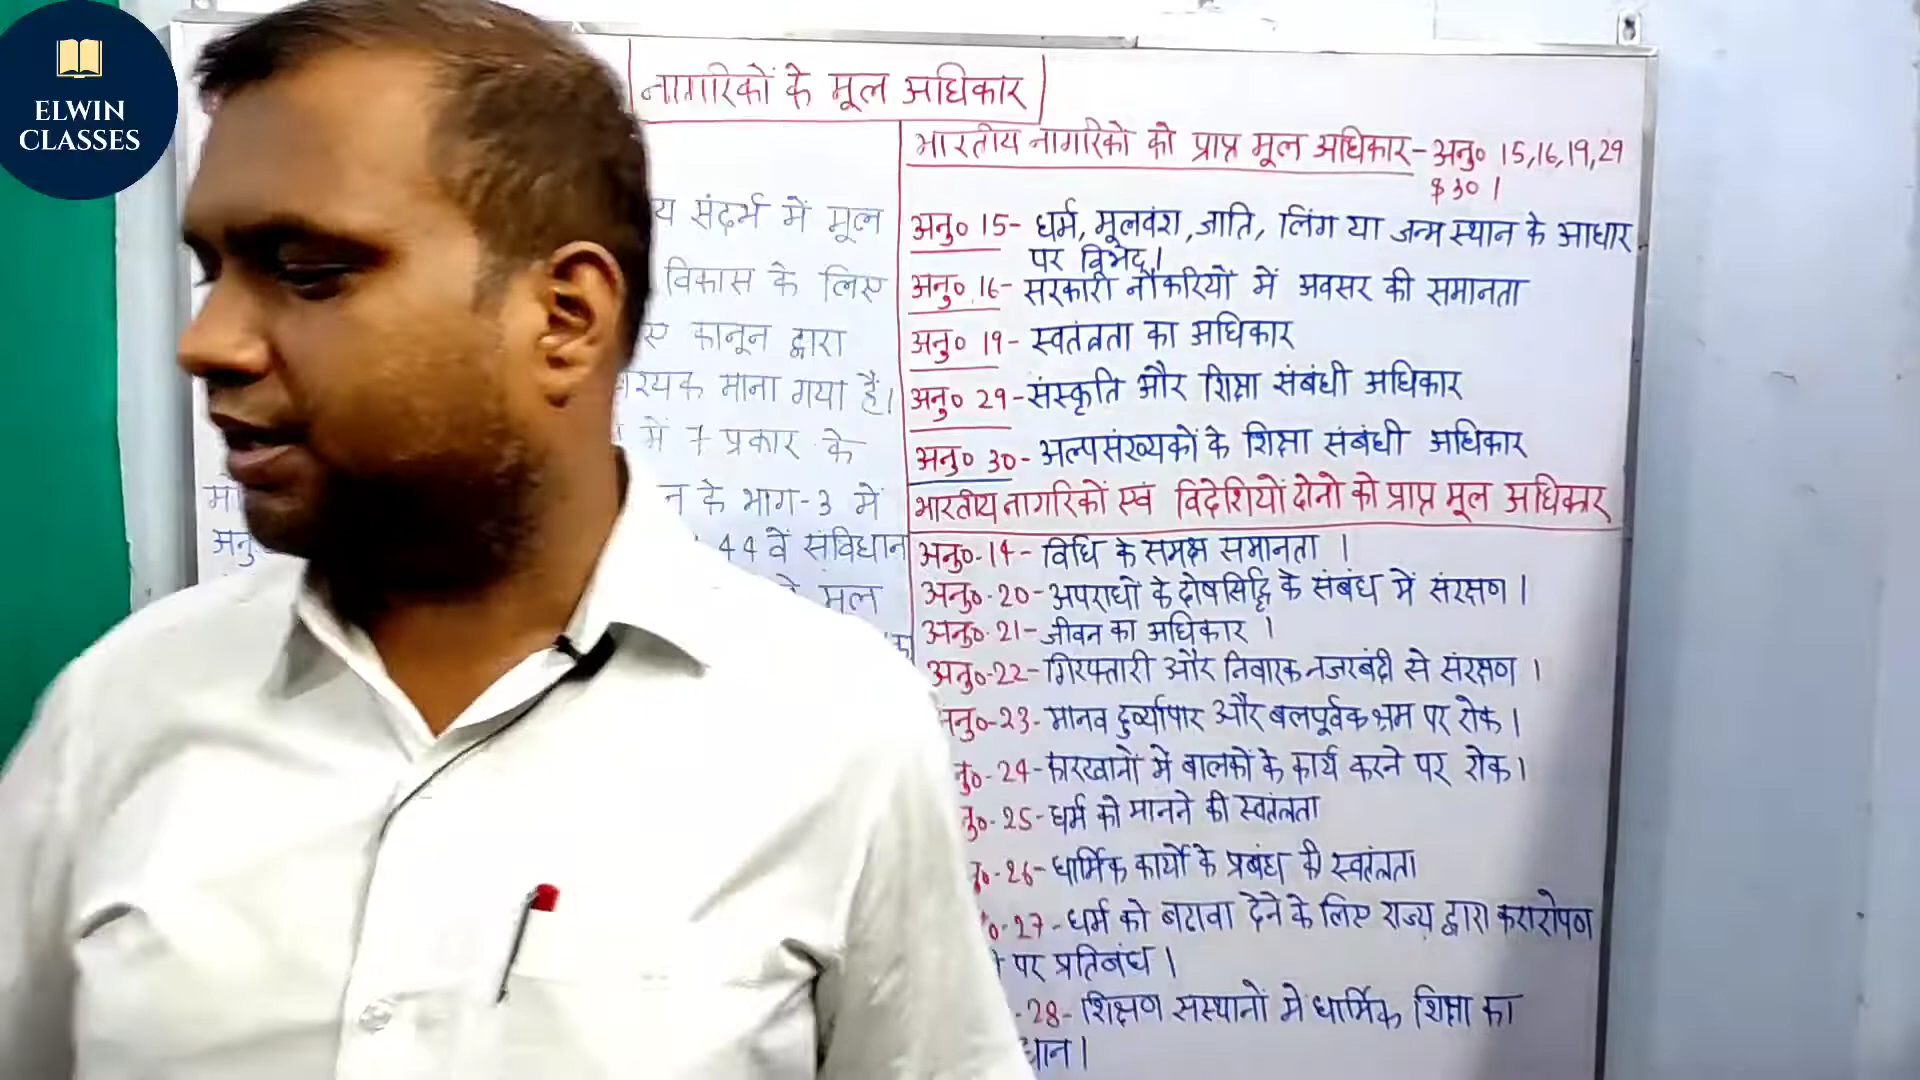 ELWIN
CLASSES
नागरिकों के मूल अधिकार
य संदर्भ में मूल
विकास के लिए
कानून द्वारा
माना गया है।
में 7 प्रकार के
न के भाग-3 में
44 वें संविधान
मूल
भारतीय नागरिको को प्राप्त मूल अधिकार - अनु० 15,16,19,29
$ 30 ।
अनु० 15- धर्म, मूलवंश, जाति, लिंग या जन्म स्थान के आधार
पर विभेद।
अनु० 16- सरकारी नौकरियों में अवसर की समानता
अनु० 19- स्वतंत्रता का अधिकार
अनु० 29- संस्कृति और शिक्षा संबंधी अधिकार
अनु० 30- अल्पसंख्यकों के शिक्षा संबंधी अधिकार
भारतीय नागरिकों एवं विदेशियों दोनो को प्राप्त मूल अधिकार
अनु०-14- विधि के समक्ष समानता ।
अनु०-20- अपराधो के दोषसिद्धि के संबंध में संरक्षण ।
अनु०-21- जीवन का अधिकार ।
अनु०-22- गिरफ्तारी और निवारक नजरबंदी से संरक्षण ।
नु०-23- मानव दुर्व्यापार और बलपूर्वक श्रम पर रोक ।
नु०-24- कारखानो में बालकों के कार्य करने पर रोक ।
नु०-25- धर्म को मानने की स्वतंत्रता
०-26- धार्मिक कार्यो के प्रबंध की स्वतंत्रता
०-27- धर्म को बढावा देने के लिए राज्य द्वारा करारोपण
पर प्रतिबंध ।
-28- शिक्षण संस्थानों मे धार्मिक शिक्षा का